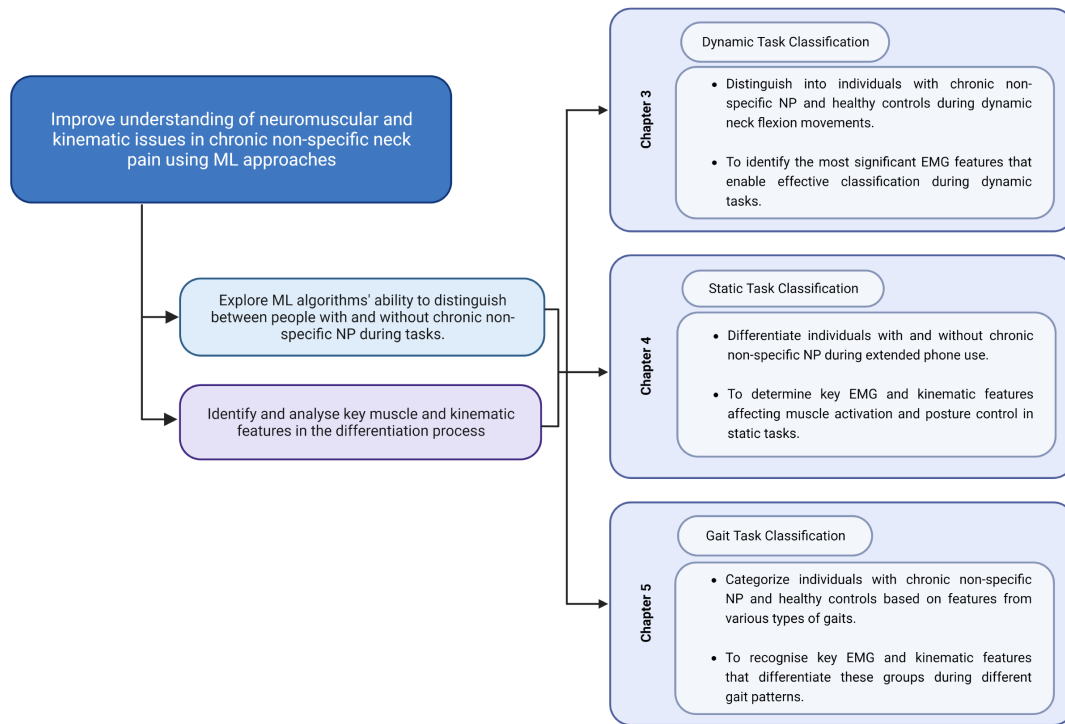 Improve understanding of neuromuscular and
kinematic issues in chronic non-specific neck
pain using ML approaches
Explore ML algorithms' ability to distinguish
between people with and without chronic non-
specific NP during tasks.
Identify and analyse key muscle and kinematic
features in the differentiation process
Chapter 3
Dynamic Task Classification
• Distinguish into individuals with chronic non-
specific NP and healthy controls during dynamic
neck flexion movements.
• To identify the most significant EMG features that
enable effective classification during dynamic
tasks.
Chapter 4
Static Task Classification
• Differentiate individuals with and without chronic
non-specific NP during extended phone use.
• To determine key EMG and kinematic features
affecting muscle activation and posture control in
static tasks.
Chapter 5
Gait Task Classification
• Categorize individuals with chronic non-specific
NP and healthy controls based on features from
various types of gaits.
• To recognise key EMG and kinematic features
that differentiate these groups during different
gait patterns.